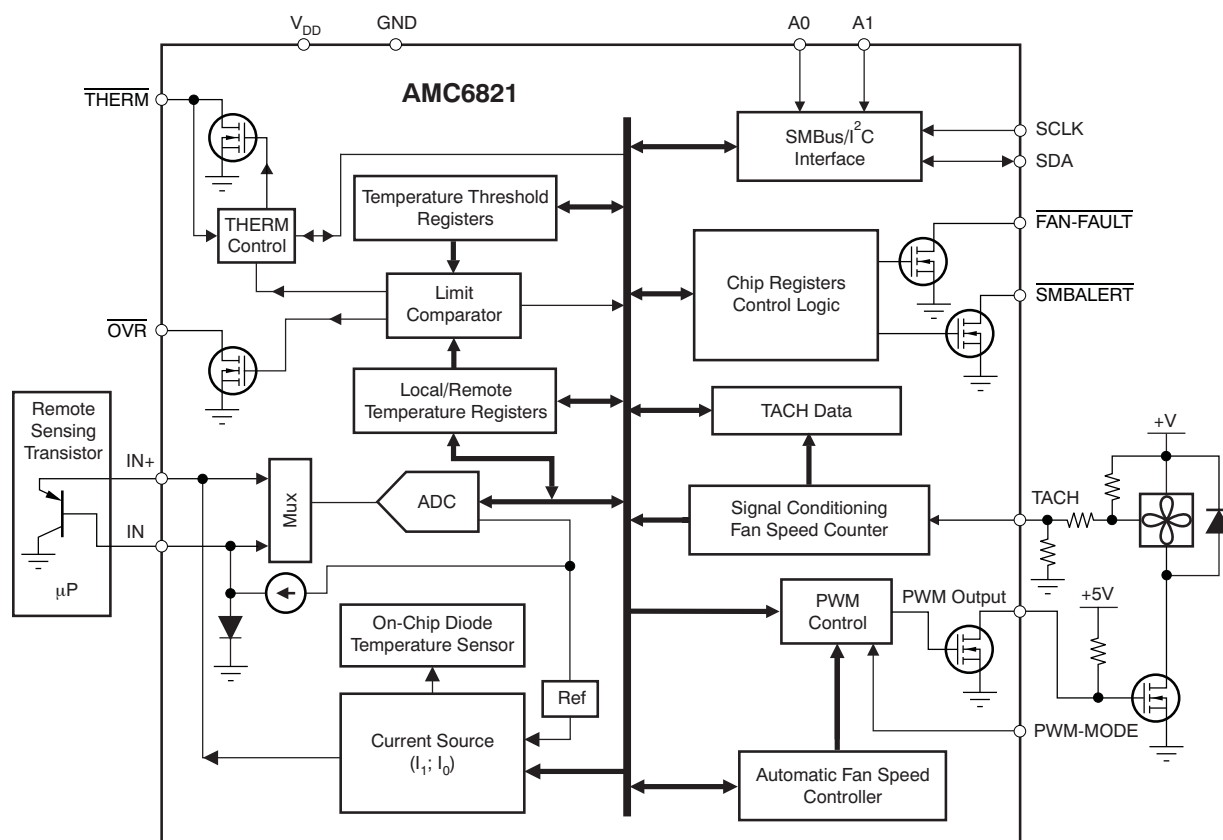 V_DD
GND
A0
A1
AMC6821
THERM
SMBus/I²C
Interface
SCLK
SDA
Temperature Threshold
Registers
THERM
Control
FAN-FAULT
Chip Registers
Control Logic
Limit
Comparator
SMBALERT
OVR
Local/Remote
Temperature Registers
TACH Data
Remote
Sensing
Transistor
+V
IN+
Mux
ADC
Signal Conditioning
Fan Speed Counter
TACH
IN
µP
PWM
Control
PWM Output
+5V
On-Chip Diode
Temperature Sensor
Ref
Current Source
(I₁; I₀)
PWM-MODE
Automatic Fan Speed
Controller